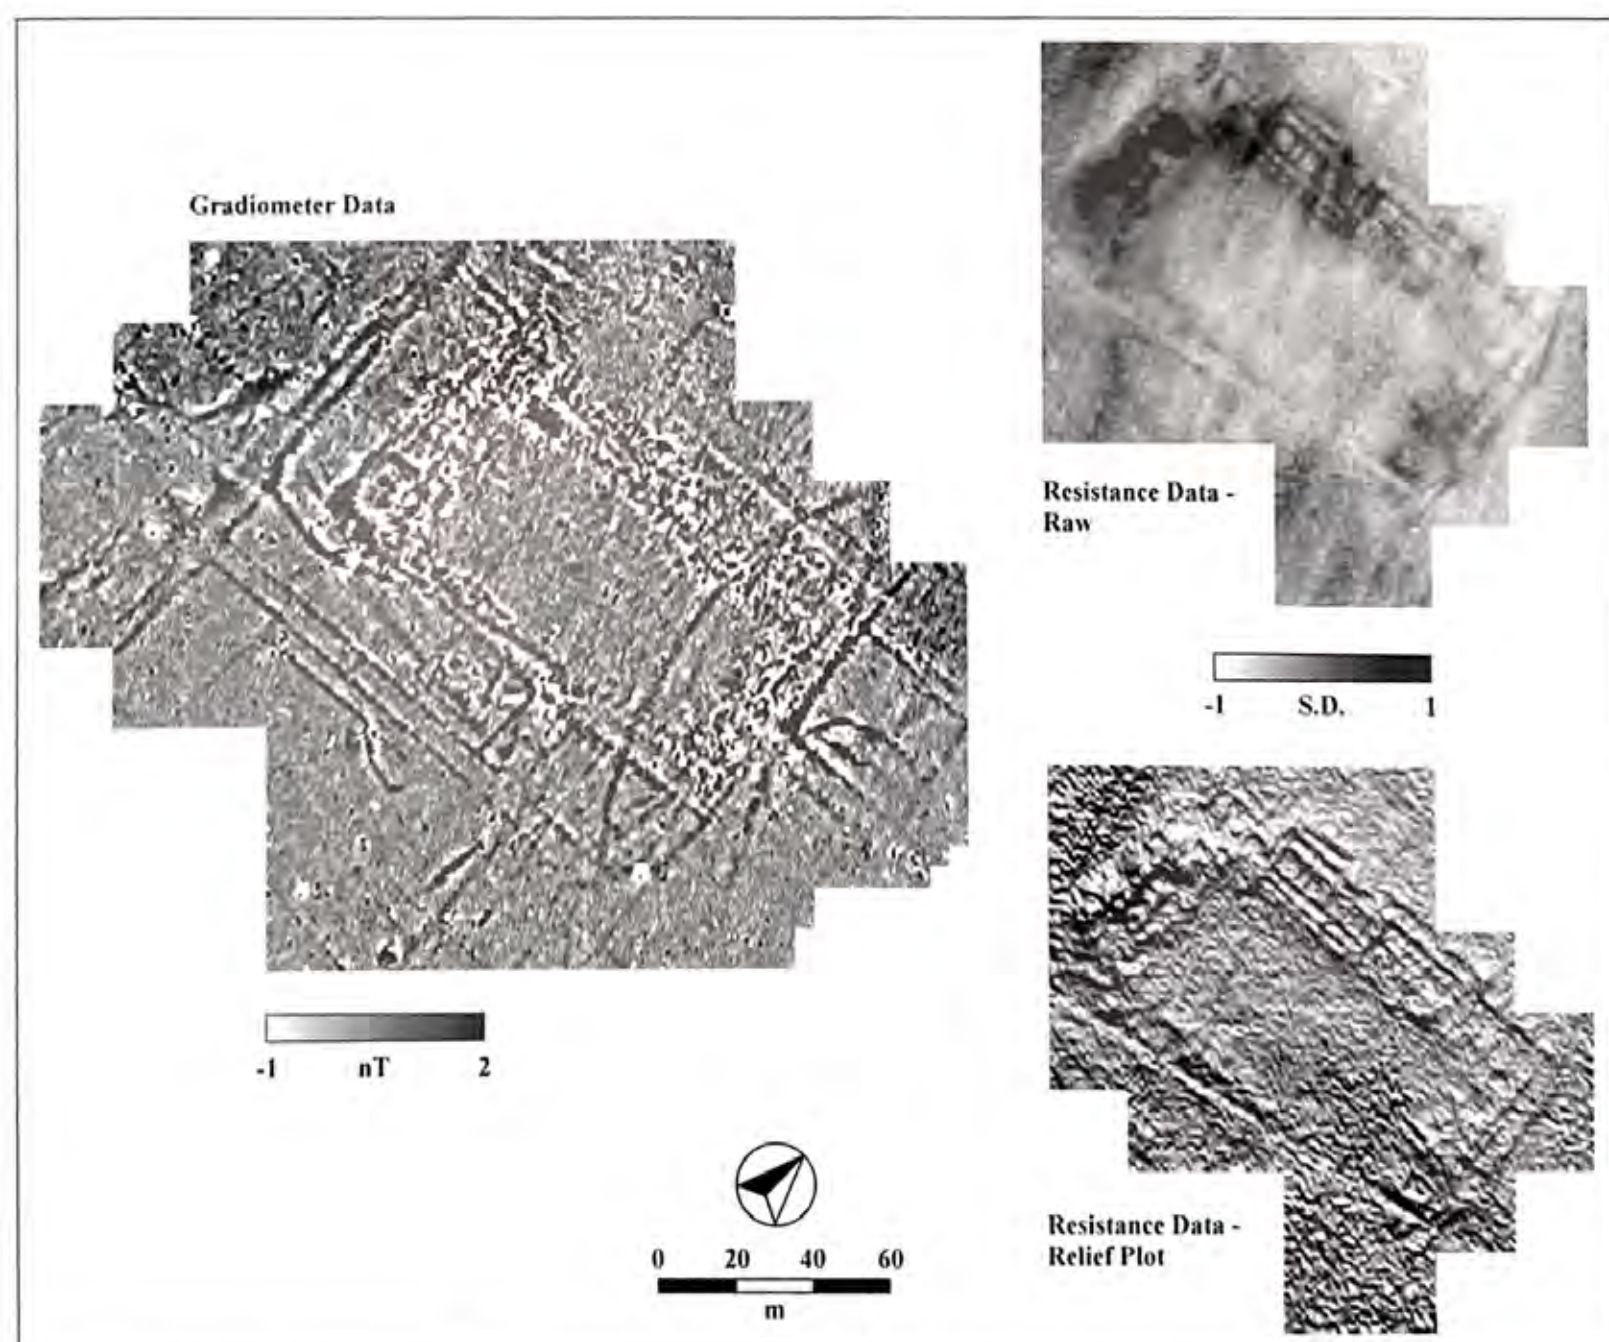 Gradiometer Data
Resistance Data -
Raw
-1 S.D. 1
-1 nT 2
Resistance Data -
Relief Plot
0 20 40 60
m